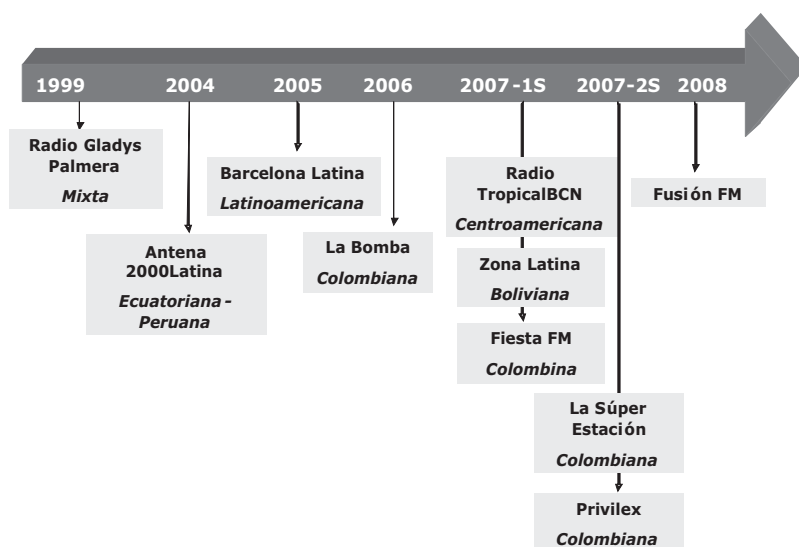 1999 2004 2005 2006 2007-1S 2007-2S 2008
Radio Gladys
Palmera
Mixta
Antena
2000Latina
Ecuatoriana-
Peruana
Barcelona Latina
Latinoamericana
La Bomba
Colombiana
Radio
TropicalBCN
Centroamericana
Zona Latina
Boliviana
Fiesta FM
Colombina
La Súper
Estación
Colombiana
Privilex
Colombiana
Fusión FM